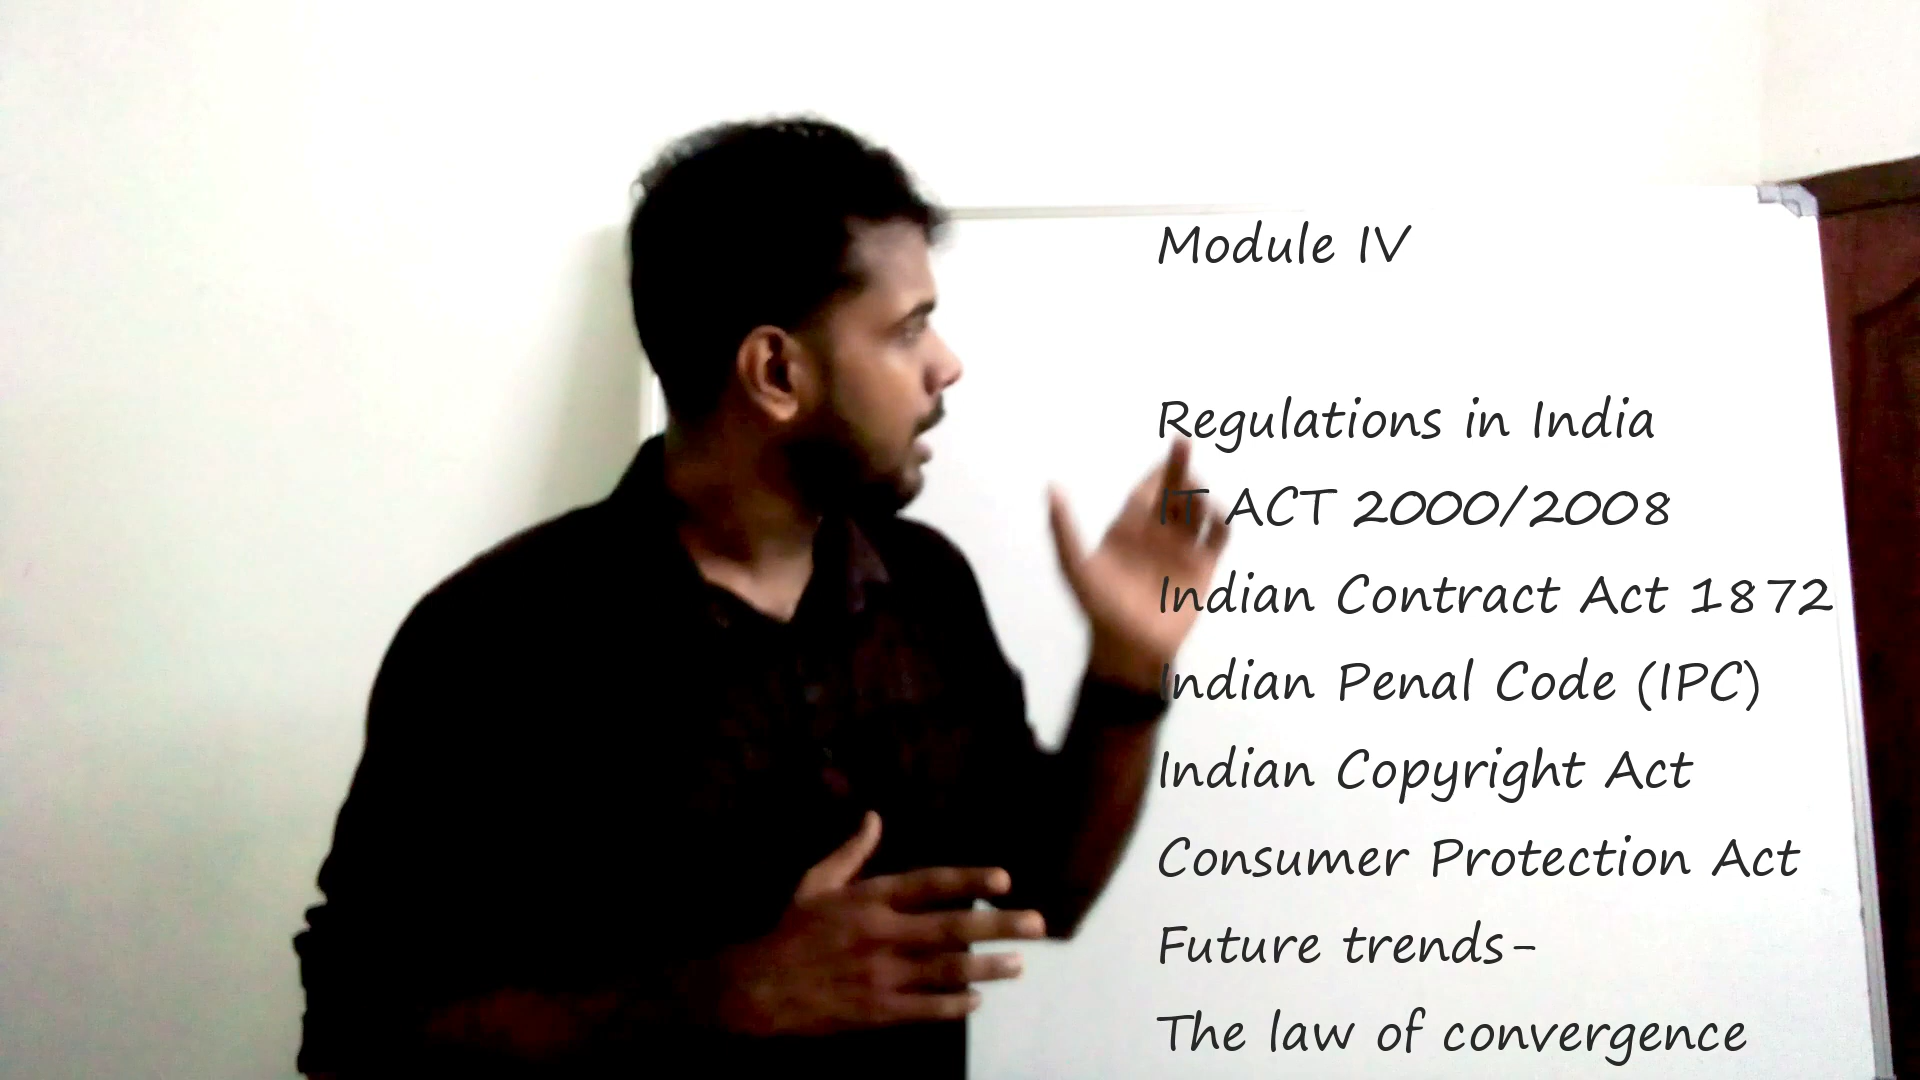 Module IV
Regulations in India
IT ACT 2000/2008
Indian Contract Act 1872
Indian Penal Code (IPC)
Indian Copyright Act
Consumer Protection Act
Future trends-
The law of convergence